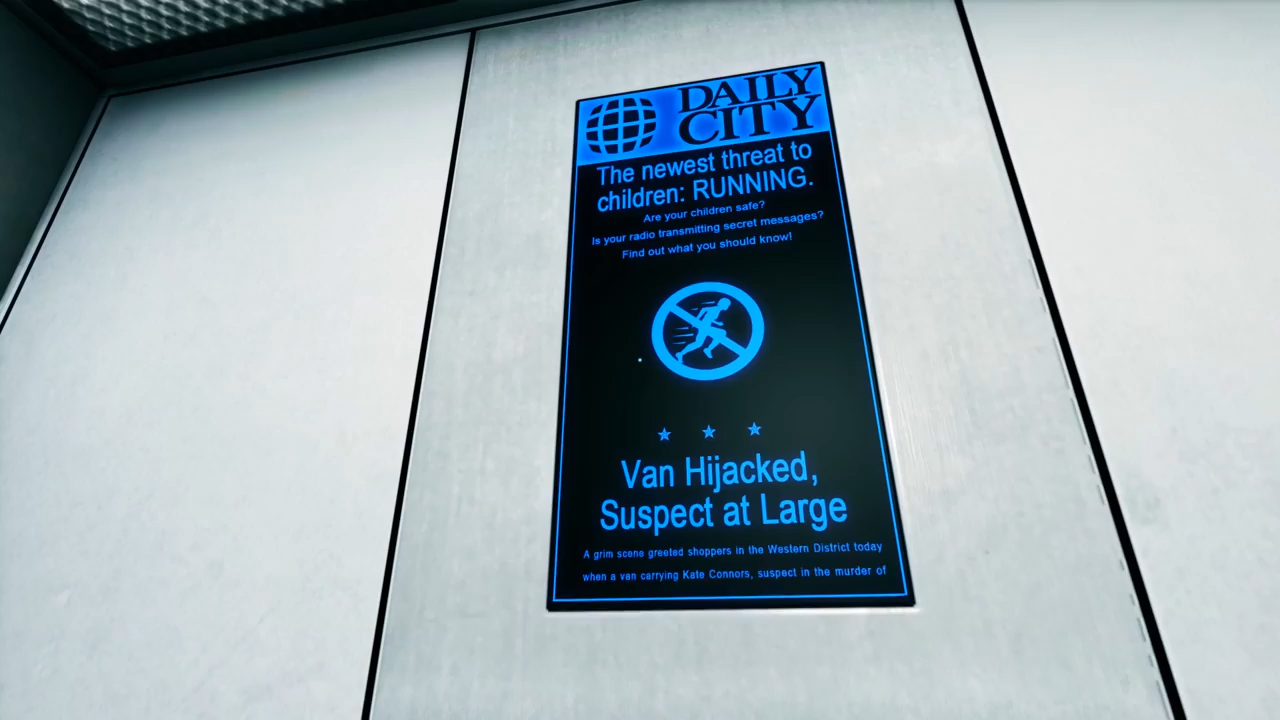 DAILY
CITY
The newest threat to
children: RUNNING.
Are your children safe?
Is your radio transmitting secret messages?
Find out what you should know!
Van Hijacked,
Suspect at Large
A grim scene greeted shoppers in the Western District today
when a van carrying Kate Connors, suspect in the murder of